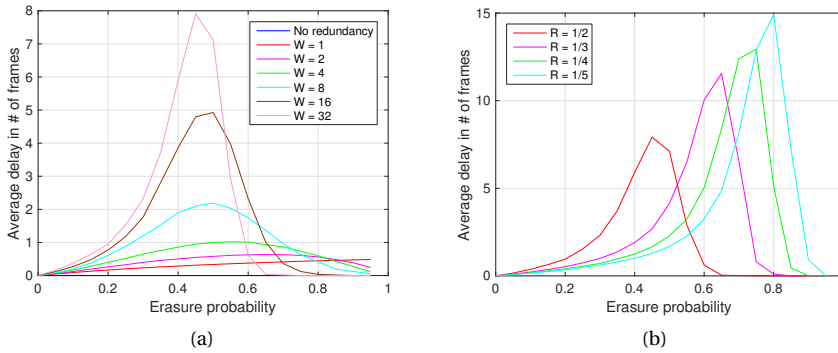 8
7
6
5
4
3
2
1
0
Average delay in # of frames
No redundancy
W = 1
W = 2
W = 4
W = 8
W = 16
W = 32
0 0.2 0.4 0.6 0.8 1
Erasure probability
(a)
15
10
5
0
Average delay in # of frames
R = 1/2
R = 1/3
R = 1/4
R = 1/5
0 0.2 0.4 0.6 0.8
Erasure probability
(b)